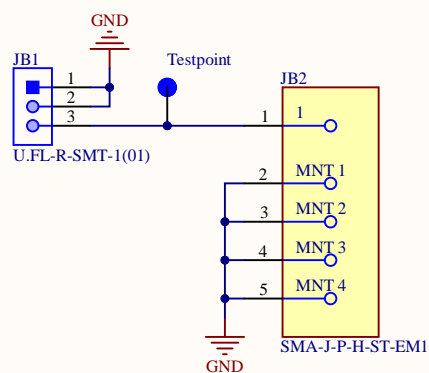 GND
JB1
Testpoint
1
2
3
U.FL-R-SMT-1(01)
JB2
1
1
2
MNT 1
3
MNT 2
4
MNT 3
5
MNT 4
SMA-J-P-H-ST-EM1
GND